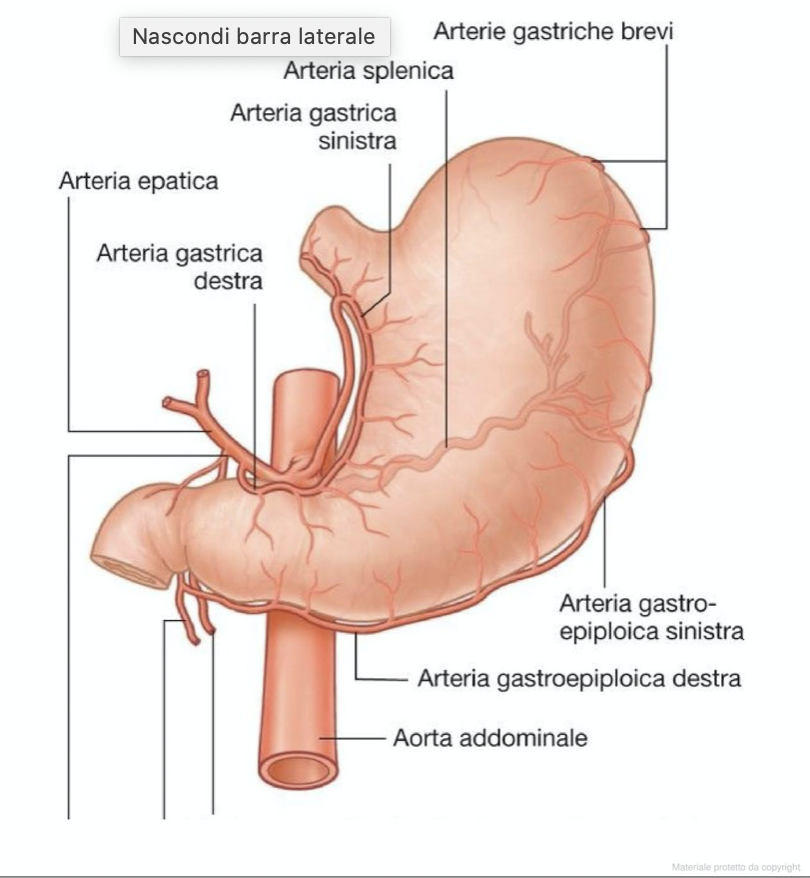 Nascondi barra laterale
Arterie gastriche brevi
Arteria splenica
Arteria gastrica
sinistra
Arteria epatica
Arteria gastrica
destra
Arteria gastro-
epiploica sinistra
Arteria gastroepiploica destra
Aorta addominale
Materiale protetto da copyright